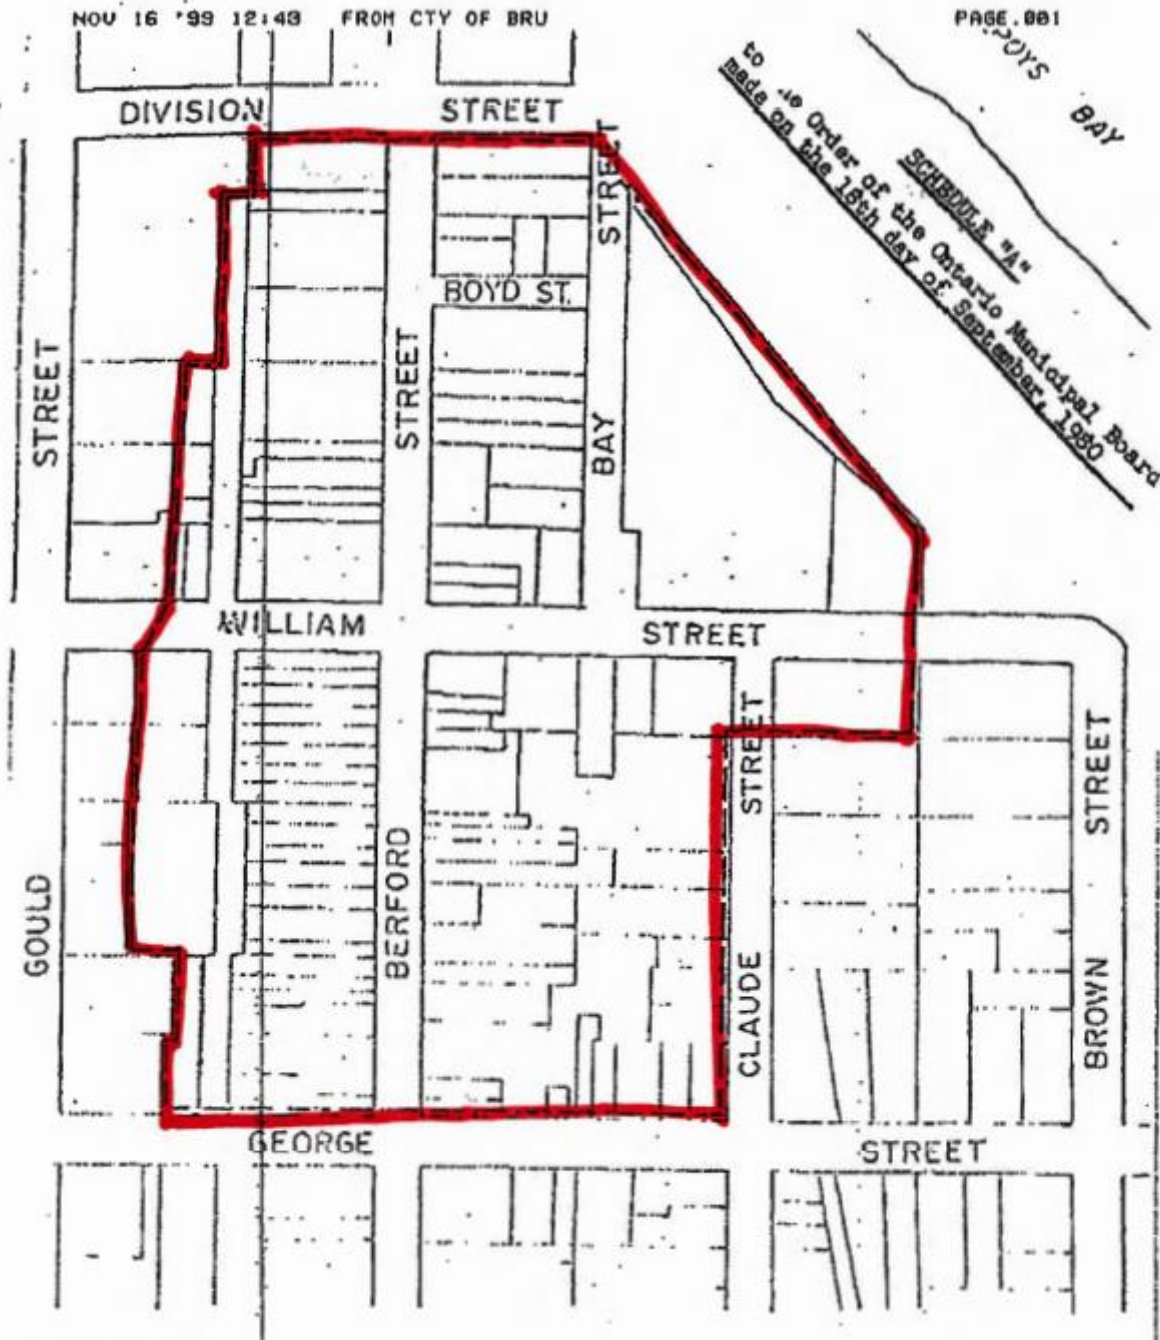 NOV 16 '99 12:43 FROM CTY OF BRU PAGE.001
BAY
SCHEDULE "A"
to Order of the Ontario Municipal Board
made on the 18th day of September, 1980
DIVISION STREET
STREET
BOYD ST.
STREET
STREET
BAY
WILLIAM STREET
STREET
STREET
GOULD
BERFORD
CLAUDE
BROWN
GEORGE STREET